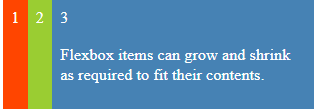 1 2 3
Flexbox items can grow and shrink
as required to fit their contents.